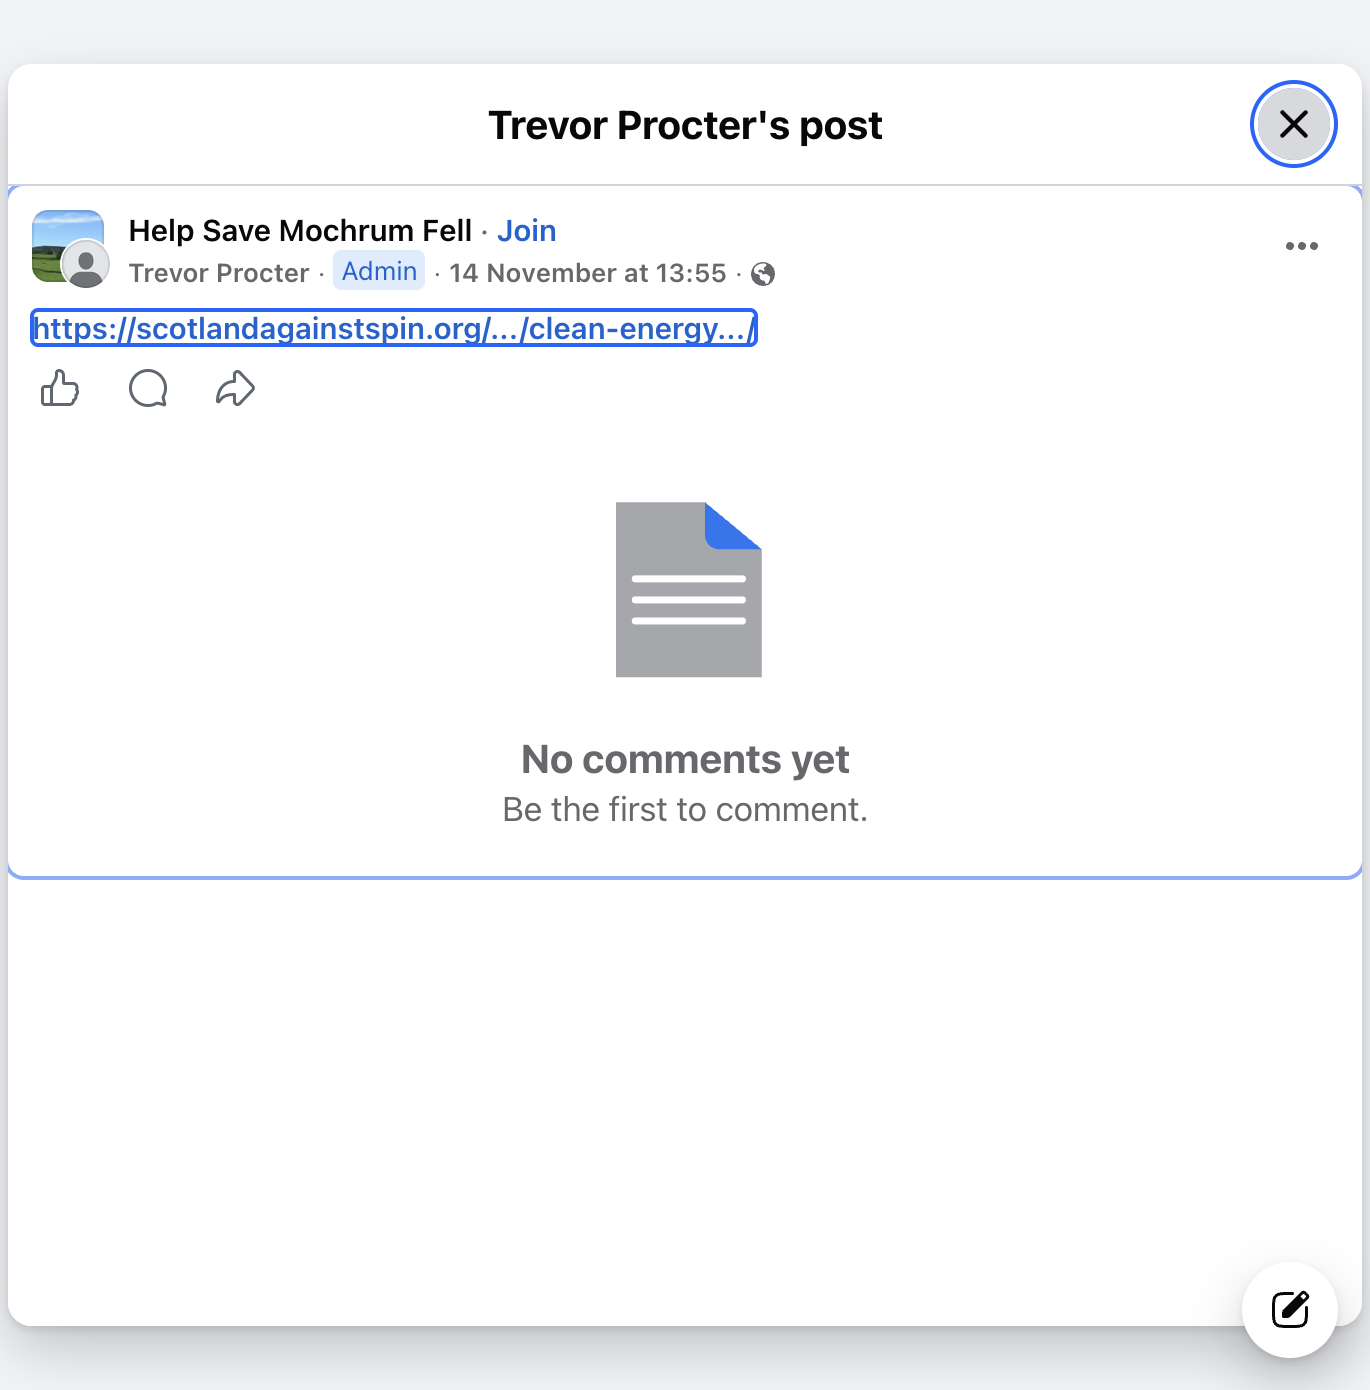 Trevor Procter's post
Help Save Mochrum Fell · Join
Trevor Procter · Admin · 14 November at 13:55 ·
https://scotlandagainstspin.org/.../clean-energy.../
No comments yet
Be the first to comment.